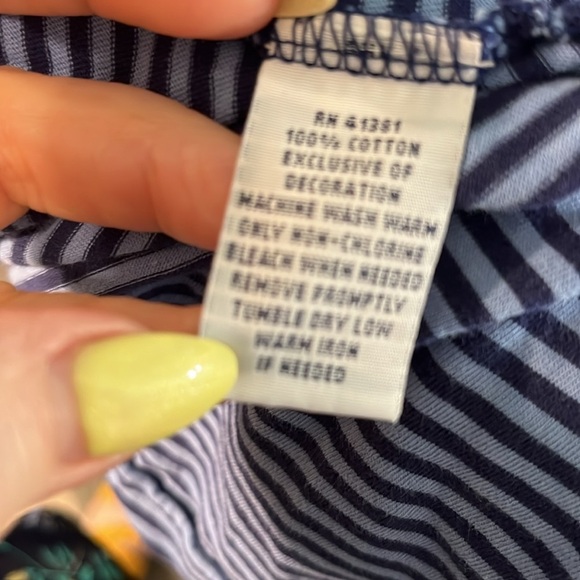 RN 41381
100% COTTON
EXCLUSIVE OF
DECORATION
MACHINE WASH WARM
ONLY NON-CHLORINE
BLEACH WHEN NEEDED
REMOVE PROMPTLY
TUMBLE DRY LOW
WARM IRON
IF NEEDED